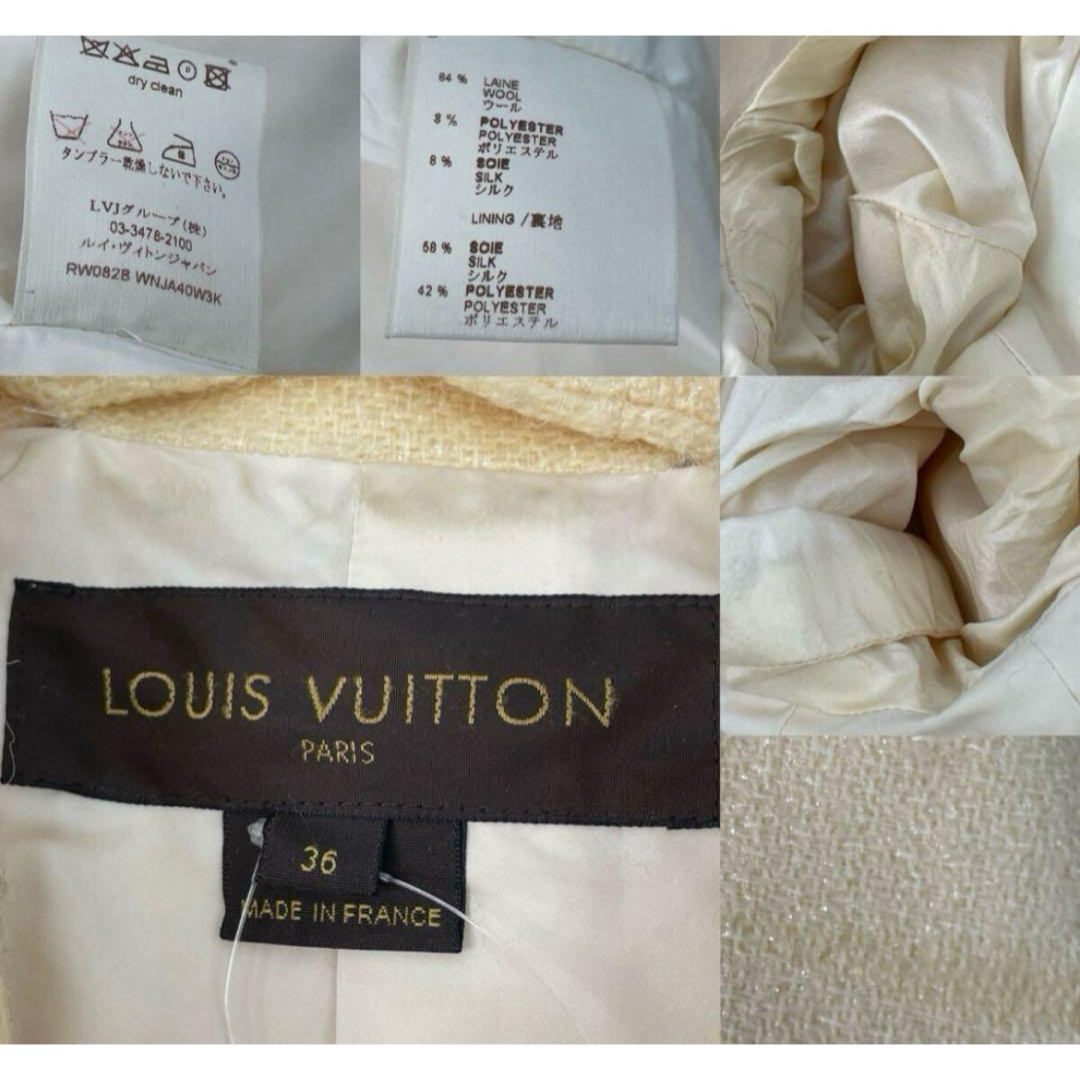 dry clean
タンブラー乾燥しないで下さい。
LVJグループ(株)
03-3478-2100
ルイ・ヴィトンジャパン
RW082B WNJA40W3K
84 % LAINE
WOOL
ウール
8 % POLYESTER
POLYESTER
ポリエステル
8 % SOIE
SILK
シルク
LINING / 裏地
58 % SOIE
SILK
シルク
42 % POLYESTER
POLYESTER
ポリエステル
LOUIS VUITTON
PARIS
36
MADE IN FRANCE